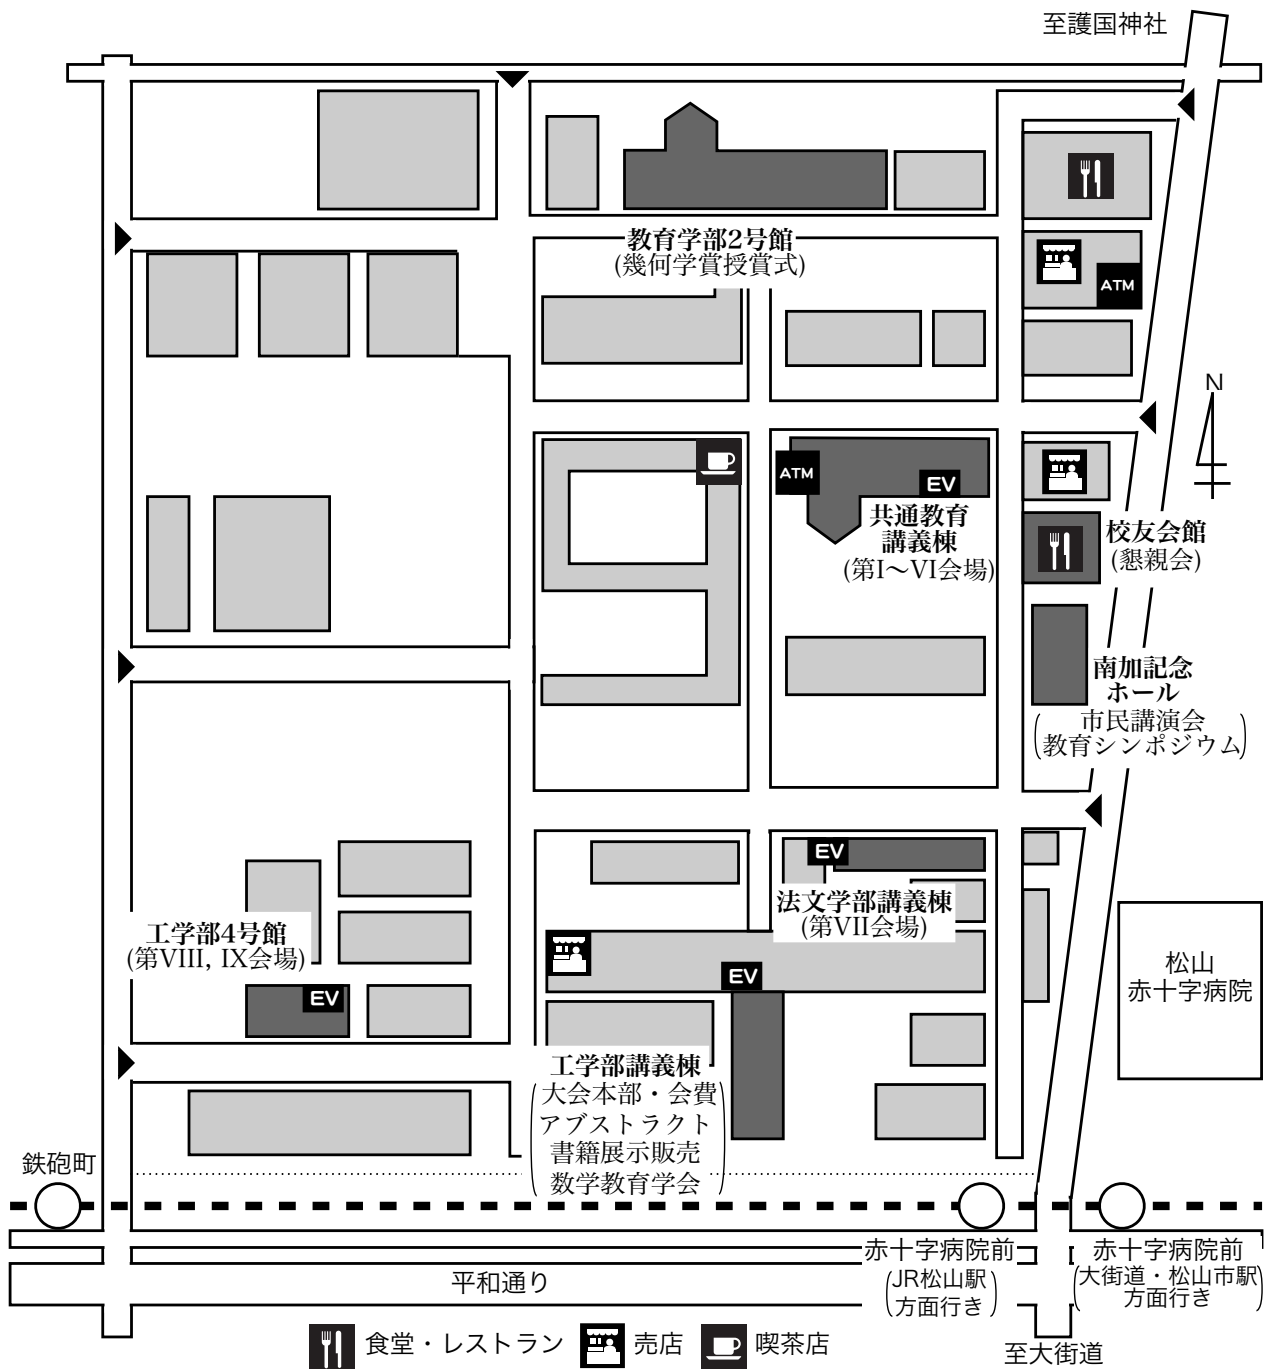 至護国神社
教育学部2号館
(幾何学賞授賞式)
ATM
N
ATM
EV
共通教育
講義棟
(第I〜VI会場)
校友会館
(懇親会)
南加記念
ホール
(市民講演会
教育シンポジウム)
EV
法文学部講義棟
(第VII会場)
工学部4号館
(第VIII, IX会場)
EV
EV
松山
赤十字病院
工学部講義棟
(大会本部・会費
アブストラクト
書籍展示販売
数学教育学会)
鉄砲町
赤十字病院前
(JR松山駅
方面行き)
赤十字病院前
(大街道・松山市駅
方面行き)
平和通り
食堂・レストラン
売店
喫茶店
至大街道